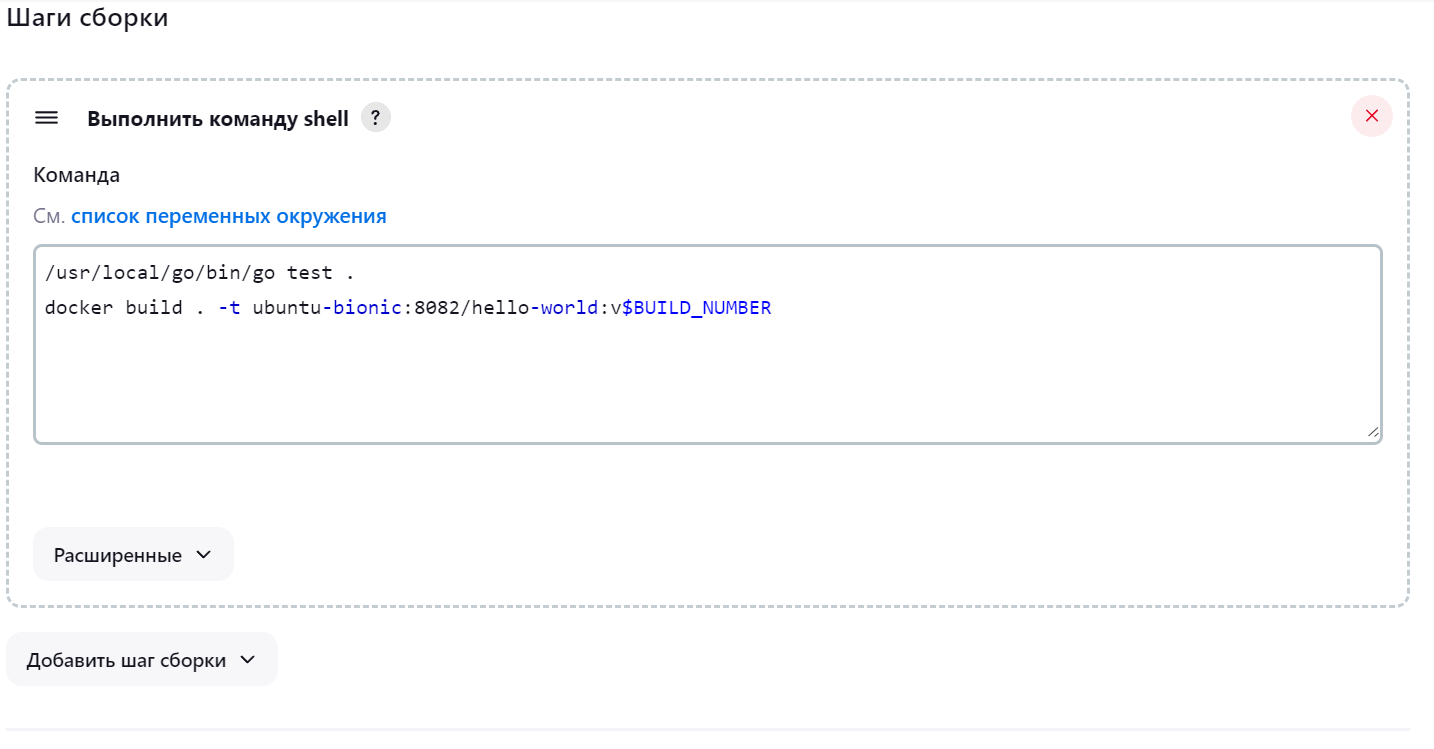 Шаги сборки
Выполнить команду shell ?
Команда
См. список переменных окружения
/usr/local/go/bin/go test .
docker build . -t ubuntu-bionic:8082/hello-world:v$BUILD_NUMBER
Расширенные
Добавить шаг сборки